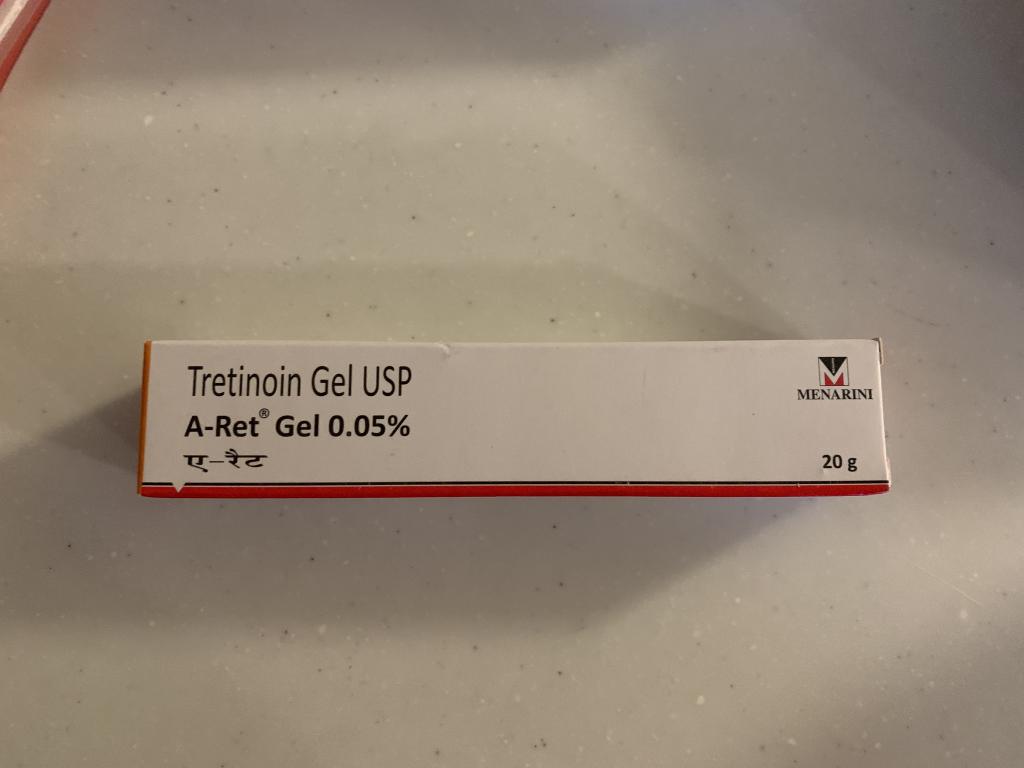 Tretinoin Gel USP
A-Ret® Gel 0.05%
ए-रैट
MENARINI
20 g